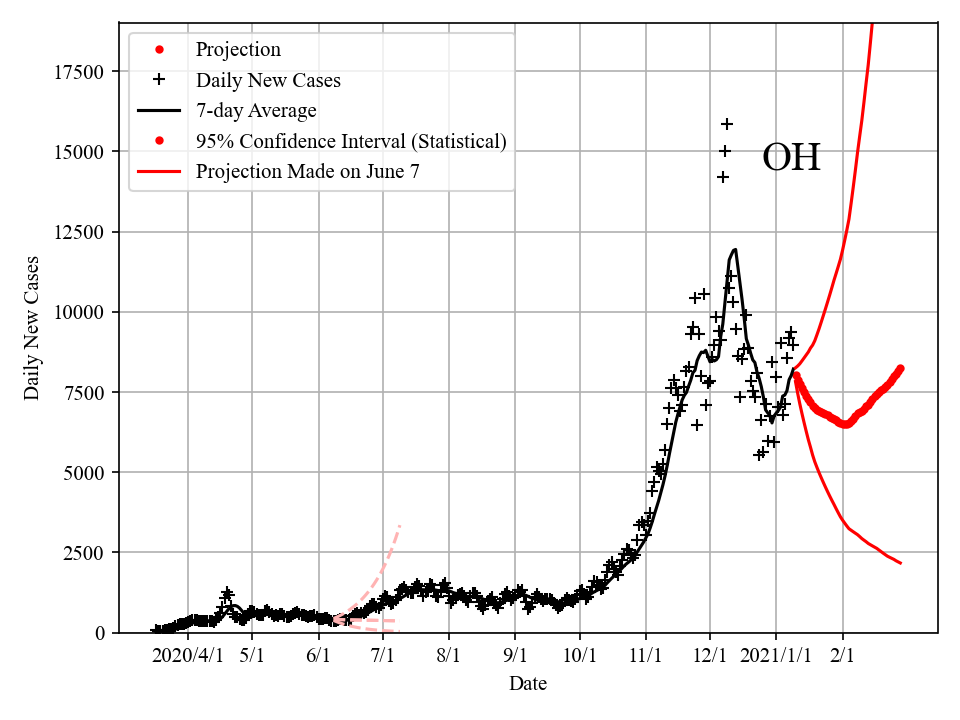 Projection
Daily New Cases
7-day Average
95% Confidence Interval (Statistical)
Projection Made on June 7
OH
Daily New Cases
17500
15000
12500
10000
7500
5000
2500
0
2020/4/1 5/1 6/1 7/1 8/1 9/1 10/1 11/1 12/1 2021/1/1 2/1
Date